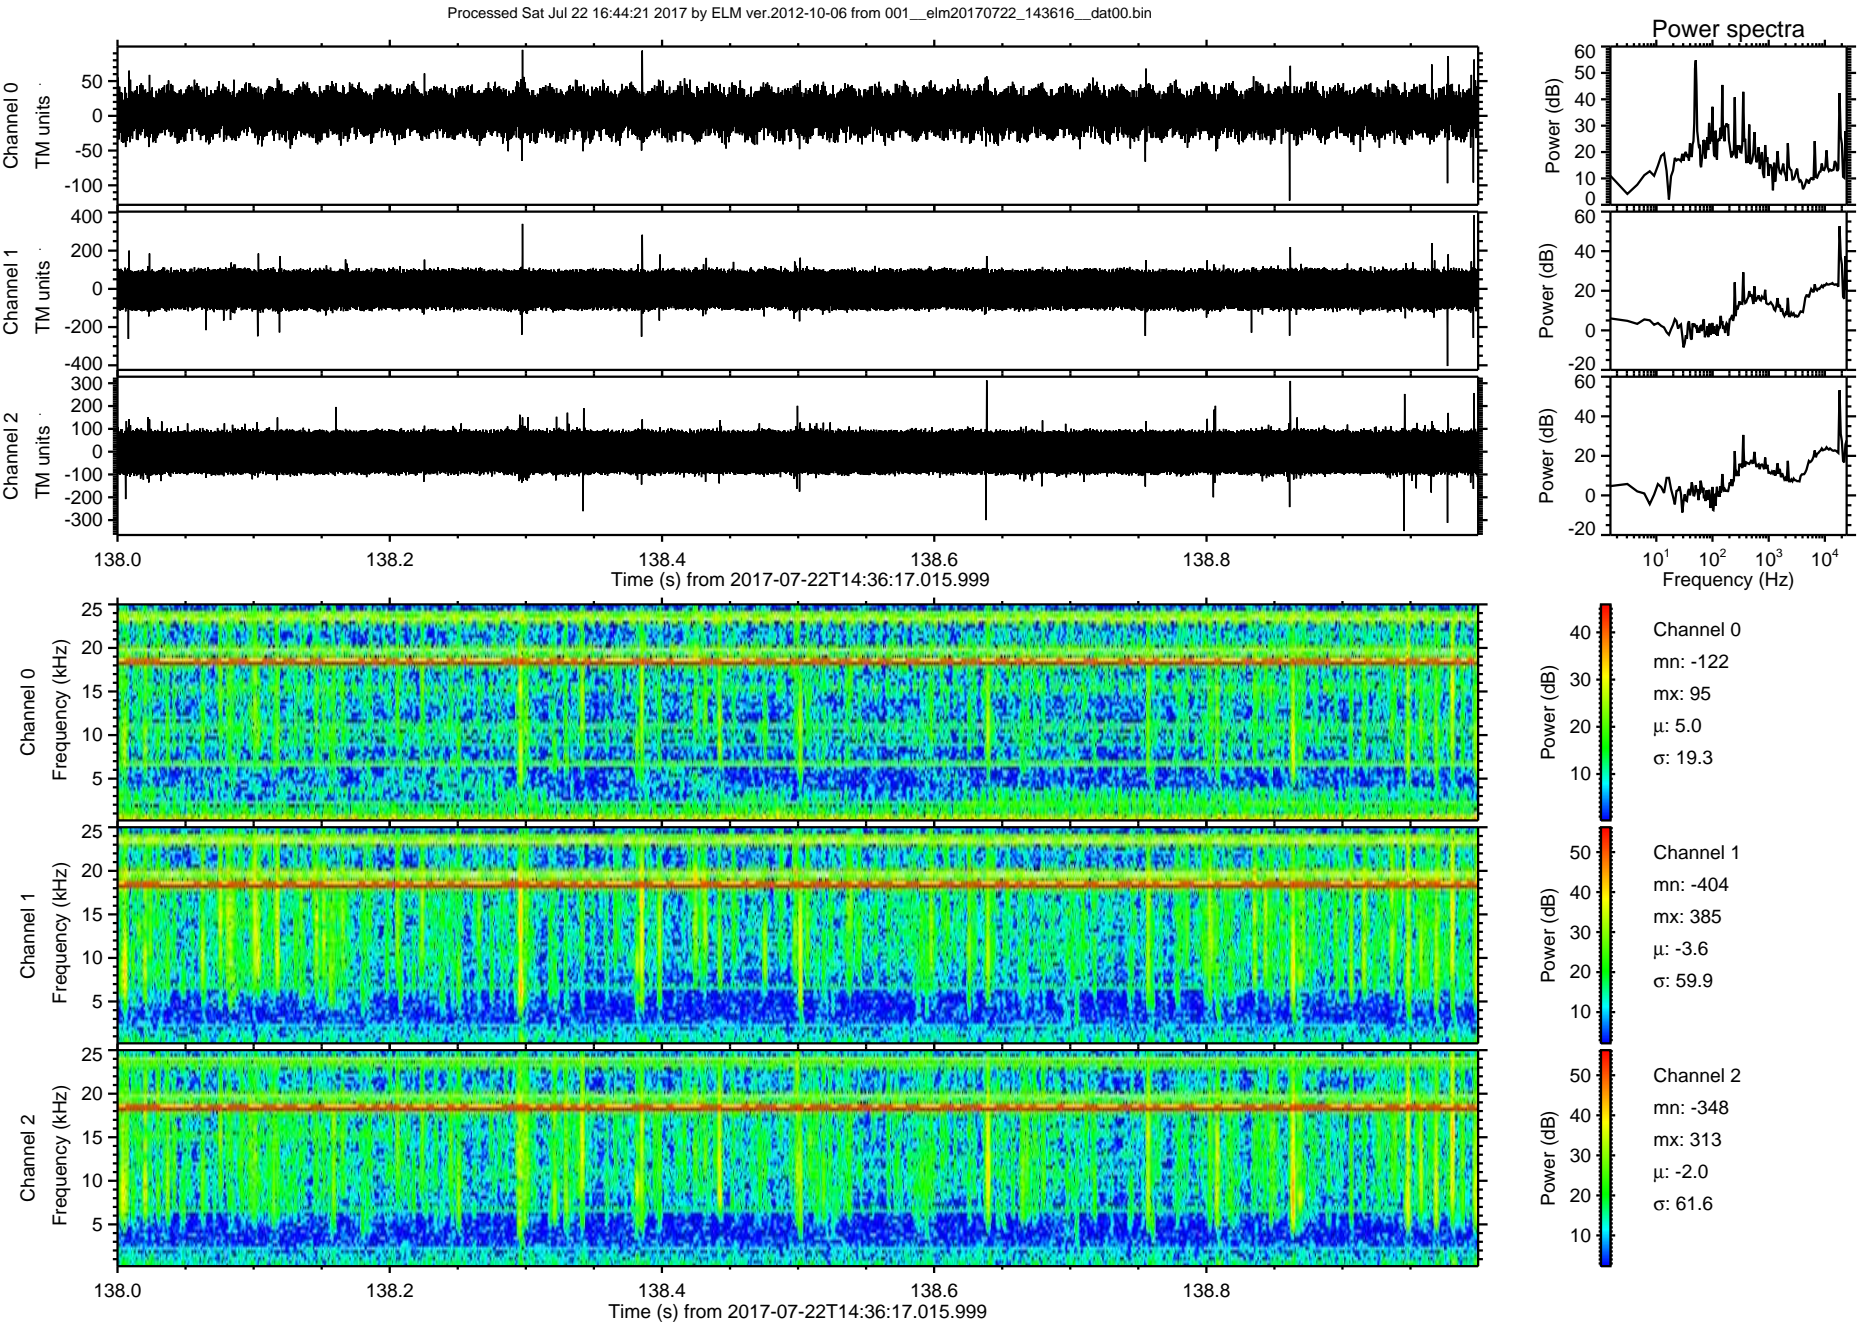 Processed Sat Jul 22 16:44:21 2017 by ELM ver.2012-10-06 from 001__elm20170722_143616__dat00.bin
Power spectra
Channel 0
TM units
50
0
-50
-100
Power (dB)
60
50
40
30
20
10
0
Channel 1
TM units
400
200
0
-200
-400
Power (dB)
60
40
20
0
-20
Channel 2
TM units
300
200
100
0
-100
-200
-300
Power (dB)
60
40
20
0
-20
138.0 138.2 138.4 138.6 138.8
Time (s) from 2017-07-22T14:36:17.015.999
10^1 10^2 10^3 10^4
Frequency (Hz)
Channel 0
Frequency (kHz)
25
20
15
10
5
Power (dB)
40
30
20
10
Channel 0
mn: -122
mx: 95
μ: 5.0
σ: 19.3
Channel 1
Frequency (kHz)
25
20
15
10
5
Power (dB)
50
40
30
20
10
Channel 1
mn: -404
mx: 385
μ: -3.6
σ: 59.9
Channel 2
Frequency (kHz)
25
20
15
10
5
Power (dB)
50
40
30
20
10
Channel 2
mn: -348
mx: 313
μ: -2.0
σ: 61.6
138.0 138.2 138.4 138.6 138.8
Time (s) from 2017-07-22T14:36:17.015.999